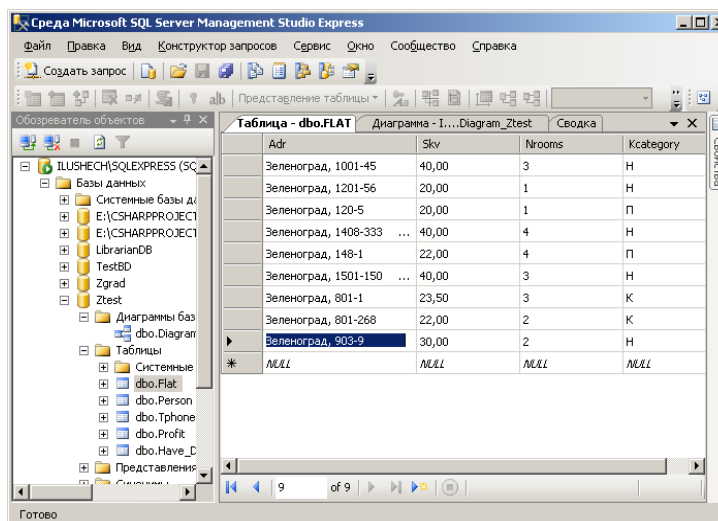 Среда Microsoft SQL Server Management Studio Express
Файл Правка Вид Конструктор запросов Сервис Окно Сообщество Справка
Создать запрос
Представление таблицы
Обозреватель объектов
Таблица - dbo.FLAT Диаграмма - I....Diagram_Ztest Сводка
ILUSHECH\SQLEXPRESS (SQ
Базы данных
Системные базы да
E:\CSHARPPROJECT
E:\CSHARPPROJECT
LibrarianDB
TestBD
Zgrad
Ztest
Диаграммы баз
dbo.Diagram
Таблицы
Системные
dbo.Flat
dbo.Person
dbo.Tphone
dbo.Profit
dbo.Have_D
Представления
Синонимы
Adr Skv Nrooms Kcategory
Зеленоград, 1001-45 40,00 3 Н
Зеленоград, 1201-56 20,00 1 Н
Зеленоград, 120-5 20,00 1 П
Зеленоград, 1408-333 ... 40,00 4 Н
Зеленоград, 148-1 22,00 4 П
Зеленоград, 1501-150 ... 40,00 3 Н
Зеленоград, 801-1 23,50 3 К
Зеленоград, 801-268 22,00 2 К
Зеленоград, 903-9 30,00 2 Н
NULL NULL NULL NULL
9 of 9
Свойства
Готово